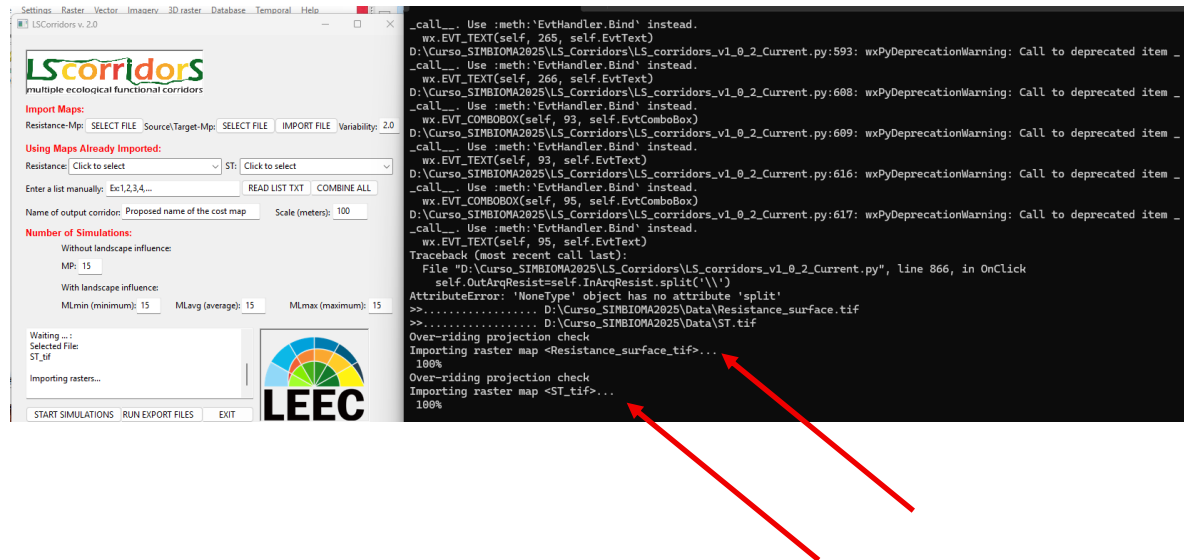 Settings Raster Vector Imagery 3D raster Database Temporal Help
LSCorridors v. 2.0
LScorridorS
multiple ecological functional corridors
Import Maps:
Resistance-Mp: SELECT FILE Source\Target-Mp: SELECT FILE IMPORT FILE Variability: 2.0
Using Maps Already Imported:
Resistance: Click to select ST: Click to select
Enter a list manually: Ex:1,2,3,4,... READ LIST TXT COMBINE ALL
Name of output corridor: Proposed name of the cost map Scale (meters): 100
Number of Simulations:
Without landscape influence:
MP: 15
With landscape influence:
MLmin (minimum): 15 MLavg (average): 15 MLmax (maximum): 15
Waiting ... :
Selected File:
ST_tif
Importing rasters...
START SIMULATIONS RUN EXPORT FILES EXIT
LEEC
_call__. Use :meth:`EvtHandler.Bind` instead.
wx.EVT_TEXT(self, 265, self.EvtText)
D:\Curso_SIMBIOMA2025\LS_Corridors\LS_corridors_v1_0_2_Current.py:593: wxPyDeprecationWarning: Call to deprecated item _
_call__. Use :meth:`EvtHandler.Bind` instead.
wx.EVT_TEXT(self, 266, self.EvtText)
D:\Curso_SIMBIOMA2025\LS_Corridors\LS_corridors_v1_0_2_Current.py:608: wxPyDeprecationWarning: Call to deprecated item _
_call__. Use :meth:`EvtHandler.Bind` instead.
wx.EVT_COMBOBOX(self, 93, self.EvtComboBox)
D:\Curso_SIMBIOMA2025\LS_Corridors\LS_corridors_v1_0_2_Current.py:609: wxPyDeprecationWarning: Call to deprecated item _
_call__. Use :meth:`EvtHandler.Bind` instead.
wx.EVT_TEXT(self, 93, self.EvtText)
D:\Curso_SIMBIOMA2025\LS_Corridors\LS_corridors_v1_0_2_Current.py:616: wxPyDeprecationWarning: Call to deprecated item _
_call__. Use :meth:`EvtHandler.Bind` instead.
wx.EVT_COMBOBOX(self, 95, self.EvtComboBox)
D:\Curso_SIMBIOMA2025\LS_Corridors\LS_corridors_v1_0_2_Current.py:617: wxPyDeprecationWarning: Call to deprecated item _
_call__. Use :meth:`EvtHandler.Bind` instead.
wx.EVT_TEXT(self, 95, self.EvtText)
Traceback (most recent call last):
File "D:\Curso_SIMBIOMA2025\LS_Corridors\LS_corridors_v1_0_2_Current.py", line 866, in OnClick
self.OutArqResist=self.InArqResist.split('\\')
AttributeError: 'NoneType' object has no attribute 'split'
>>.................. D:\Curso_SIMBIOMA2025\Data\Resistance_surface.tif
>>.................. D:\Curso_SIMBIOMA2025\Data\ST.tif
Over-riding projection check
Importing raster map <Resistance_surface_tif>...
100%
Over-riding projection check
Importing raster map <ST_tif>...
100%